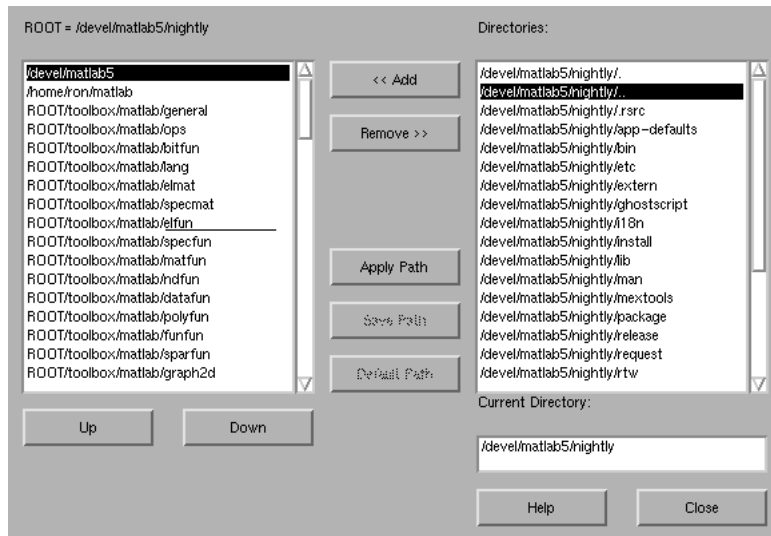 ROOT = /devel/matlab5/nightly
/devel/matlab5
/home/ron/matlab
ROOT/toolbox/matlab/general
ROOT/toolbox/matlab/ops
ROOT/toolbox/matlab/bitfun
ROOT/toolbox/matlab/lang
ROOT/toolbox/matlab/elmat
ROOT/toolbox/matlab/specmat
ROOT/toolbox/matlab/elfun
ROOT/toolbox/matlab/specfun
ROOT/toolbox/matlab/matfun
ROOT/toolbox/matlab/ndfun
ROOT/toolbox/matlab/datafun
ROOT/toolbox/matlab/polyfun
ROOT/toolbox/matlab/funfun
ROOT/toolbox/matlab/sparfun
ROOT/toolbox/matlab/graph2d
Up
Down
<< Add
Remove >>
Apply Path
Save Path
Default Path
Directories:
/devel/matlab5/nightly/.
/devel/matlab5/nightly/..
/devel/matlab5/nightly/.rsrc
/devel/matlab5/nightly/app-defaults
/devel/matlab5/nightly/bin
/devel/matlab5/nightly/etc
/devel/matlab5/nightly/extern
/devel/matlab5/nightly/ghostscript
/devel/matlab5/nightly/i18n
/devel/matlab5/nightly/install
/devel/matlab5/nightly/lib
/devel/matlab5/nightly/man
/devel/matlab5/nightly/mextools
/devel/matlab5/nightly/package
/devel/matlab5/nightly/release
/devel/matlab5/nightly/request
/devel/matlab5/nightly/rtw
Current Directory:
/devel/matlab5/nightly
Help
Close